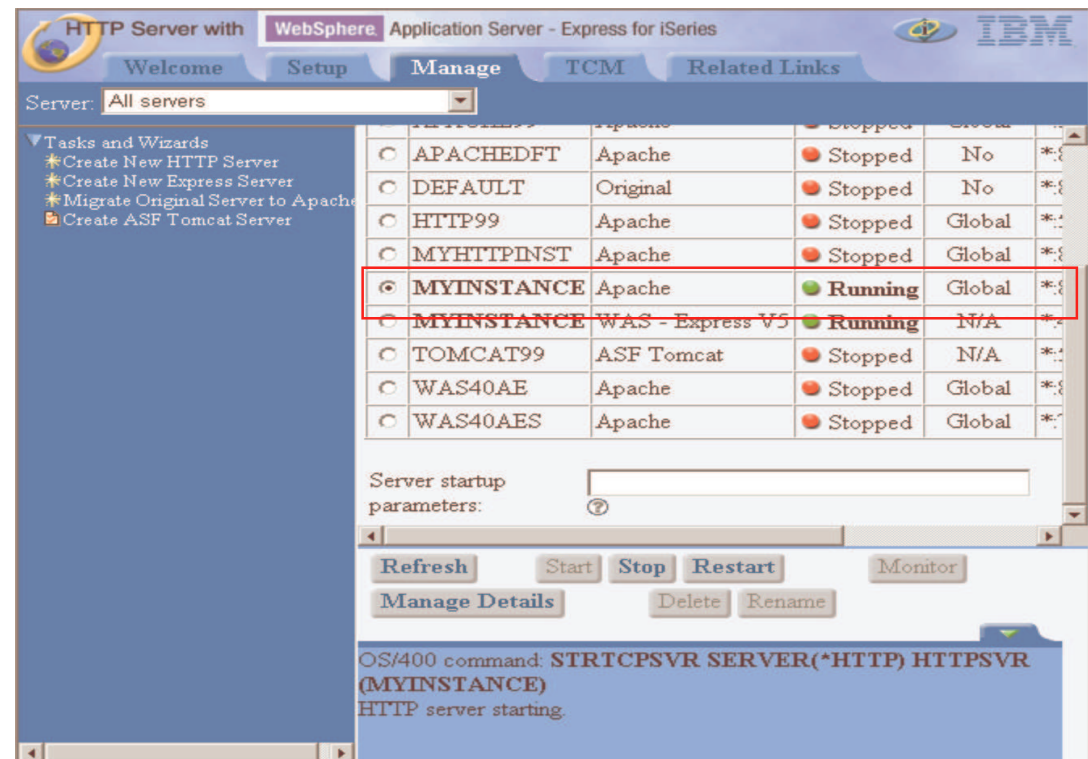 HTTP Server with WebSphere. Application Server - Express for iSeries IBM
Welcome Setup Manage TCM Related Links
Server: All servers
Tasks and Wizards
Create New HTTP Server
Create New Express Server
Migrate Original Server to Apache
Create ASF Tomcat Server
APACHEDFT Apache Stopped No *:8
DEFAULT Original Stopped No *:8
HTTP99 Apache Stopped Global
MYHTTPINST Apache Stopped Global *:8
MYINSTANCE Apache Running Global *:8
MYINSTANCE WAS - Express V5 Running N/A
TOMCAT99 ASF Tomcat Stopped N/A
WAS40AE Apache Stopped Global *:8
WAS40AES Apache Stopped Global
Server startup
parameters:
Refresh Start Stop Restart Monitor
Manage Details Delete Rename
OS/400 command: STRTCPSVR SERVER(*HTTP) HTTPSVR
(MYINSTANCE)
HTTP server starting.